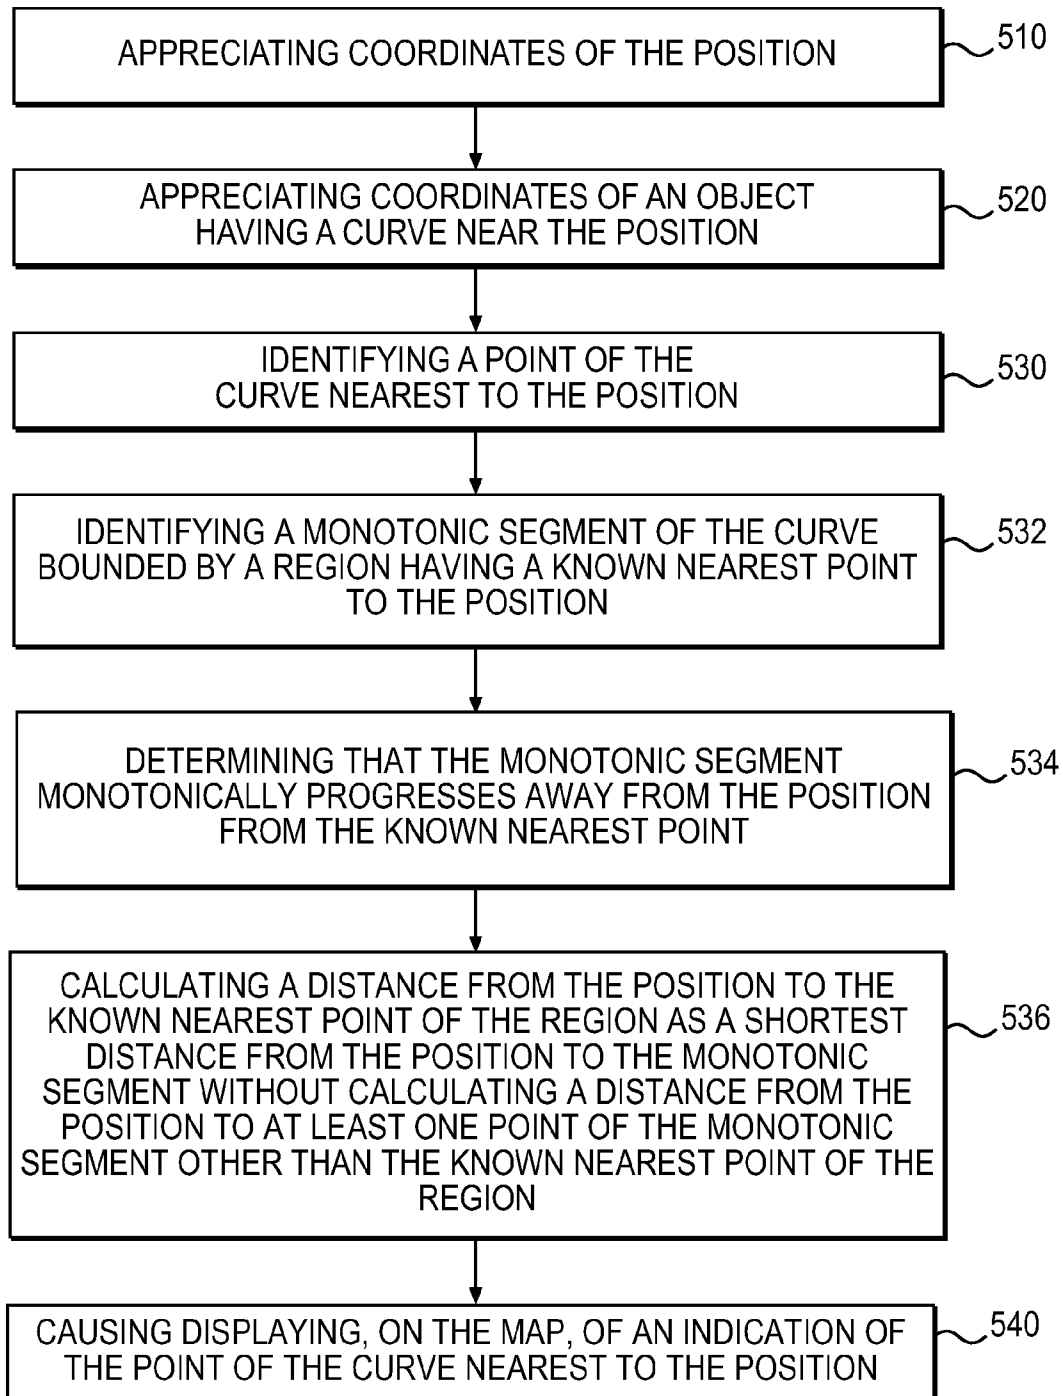 APPRECIATING COORDINATES OF THE POSITION
510
APPRECIATING COORDINATES OF AN OBJECT
HAVING A CURVE NEAR THE POSITION
520
IDENTIFYING A POINT OF THE
CURVE NEAREST TO THE POSITION
530
IDENTIFYING A MONOTONIC SEGMENT OF THE CURVE
BOUNDED BY A REGION HAVING A KNOWN NEAREST POINT
TO THE POSITION
532
DETERMINING THAT THE MONOTONIC SEGMENT
MONOTONICALLY PROGRESSES AWAY FROM THE POSITION
FROM THE KNOWN NEAREST POINT
534
CALCULATING A DISTANCE FROM THE POSITION TO THE
KNOWN NEAREST POINT OF THE REGION AS A SHORTEST
DISTANCE FROM THE POSITION TO THE MONOTONIC
SEGMENT WITHOUT CALCULATING A DISTANCE FROM THE
POSITION TO AT LEAST ONE POINT OF THE MONOTONIC
SEGMENT OTHER THAN THE KNOWN NEAREST POINT OF THE
REGION
536
CAUSING DISPLAYING, ON THE MAP, OF AN INDICATION OF
THE POINT OF THE CURVE NEAREST TO THE POSITION
540